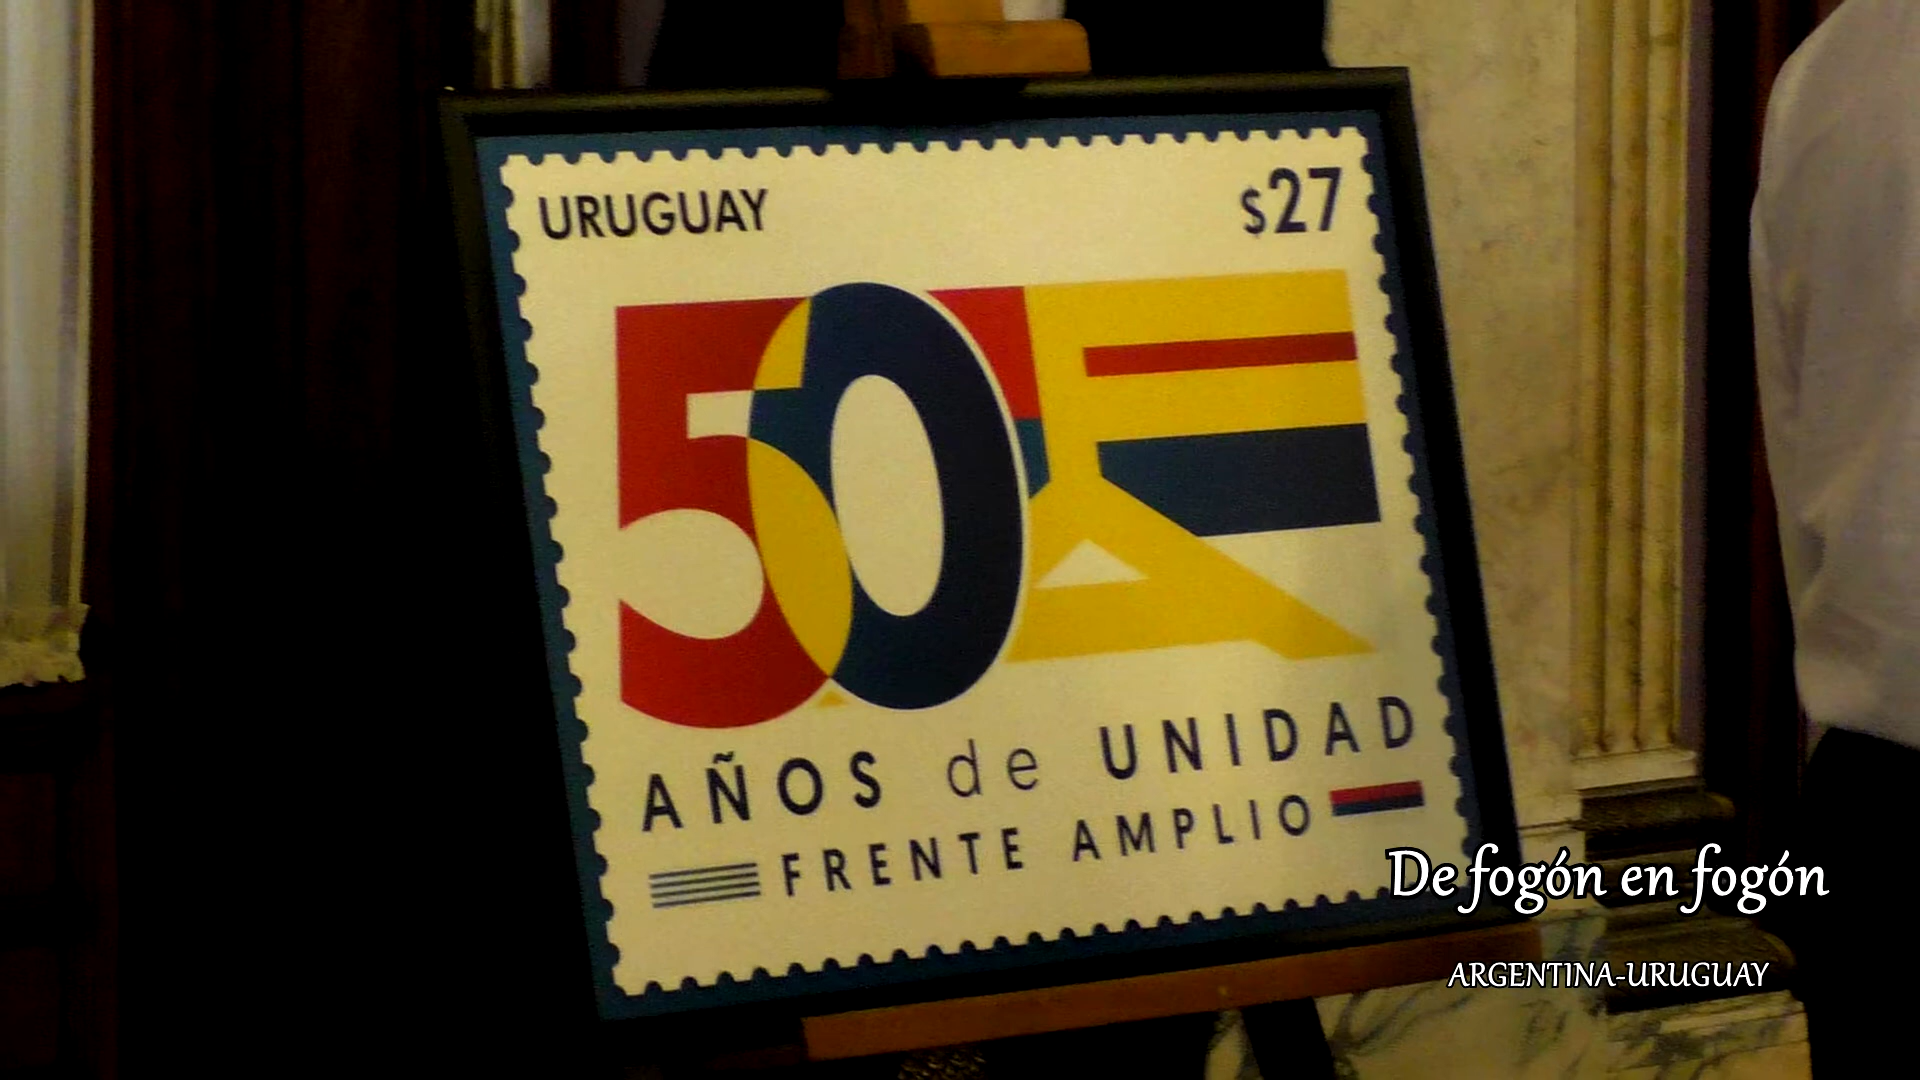 URUGUAY
$27
50
AÑOS de UNIDAD
FRENTE AMPLIO
De fogón en fogón
ARGENTINA-URUGUAY